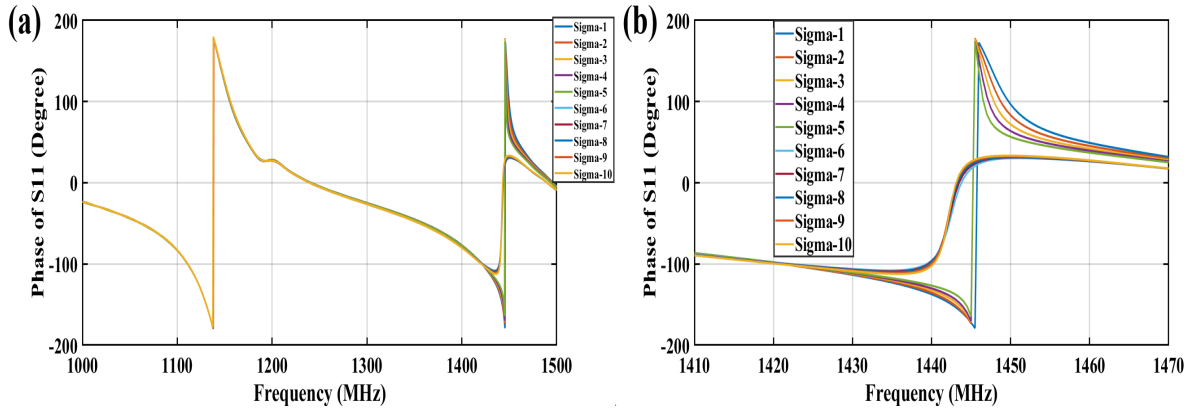 (a)
Phase of S11 (Degree)
200
100
0
-100
-200
1000
1100
1200
1300
1400
1500
Frequency (MHz)
Sigma-1
Sigma-2
Sigma-3
Sigma-4
Sigma-5
Sigma-6
Sigma-7
Sigma-8
Sigma-9
Sigma-10
(b)
Phase of S11 (Degree)
200
100
0
-100
-200
1410
1420
1430
1440
1450
1460
1470
Frequency (MHz)
Sigma-1
Sigma-2
Sigma-3
Sigma-4
Sigma-5
Sigma-6
Sigma-7
Sigma-8
Sigma-9
Sigma-10